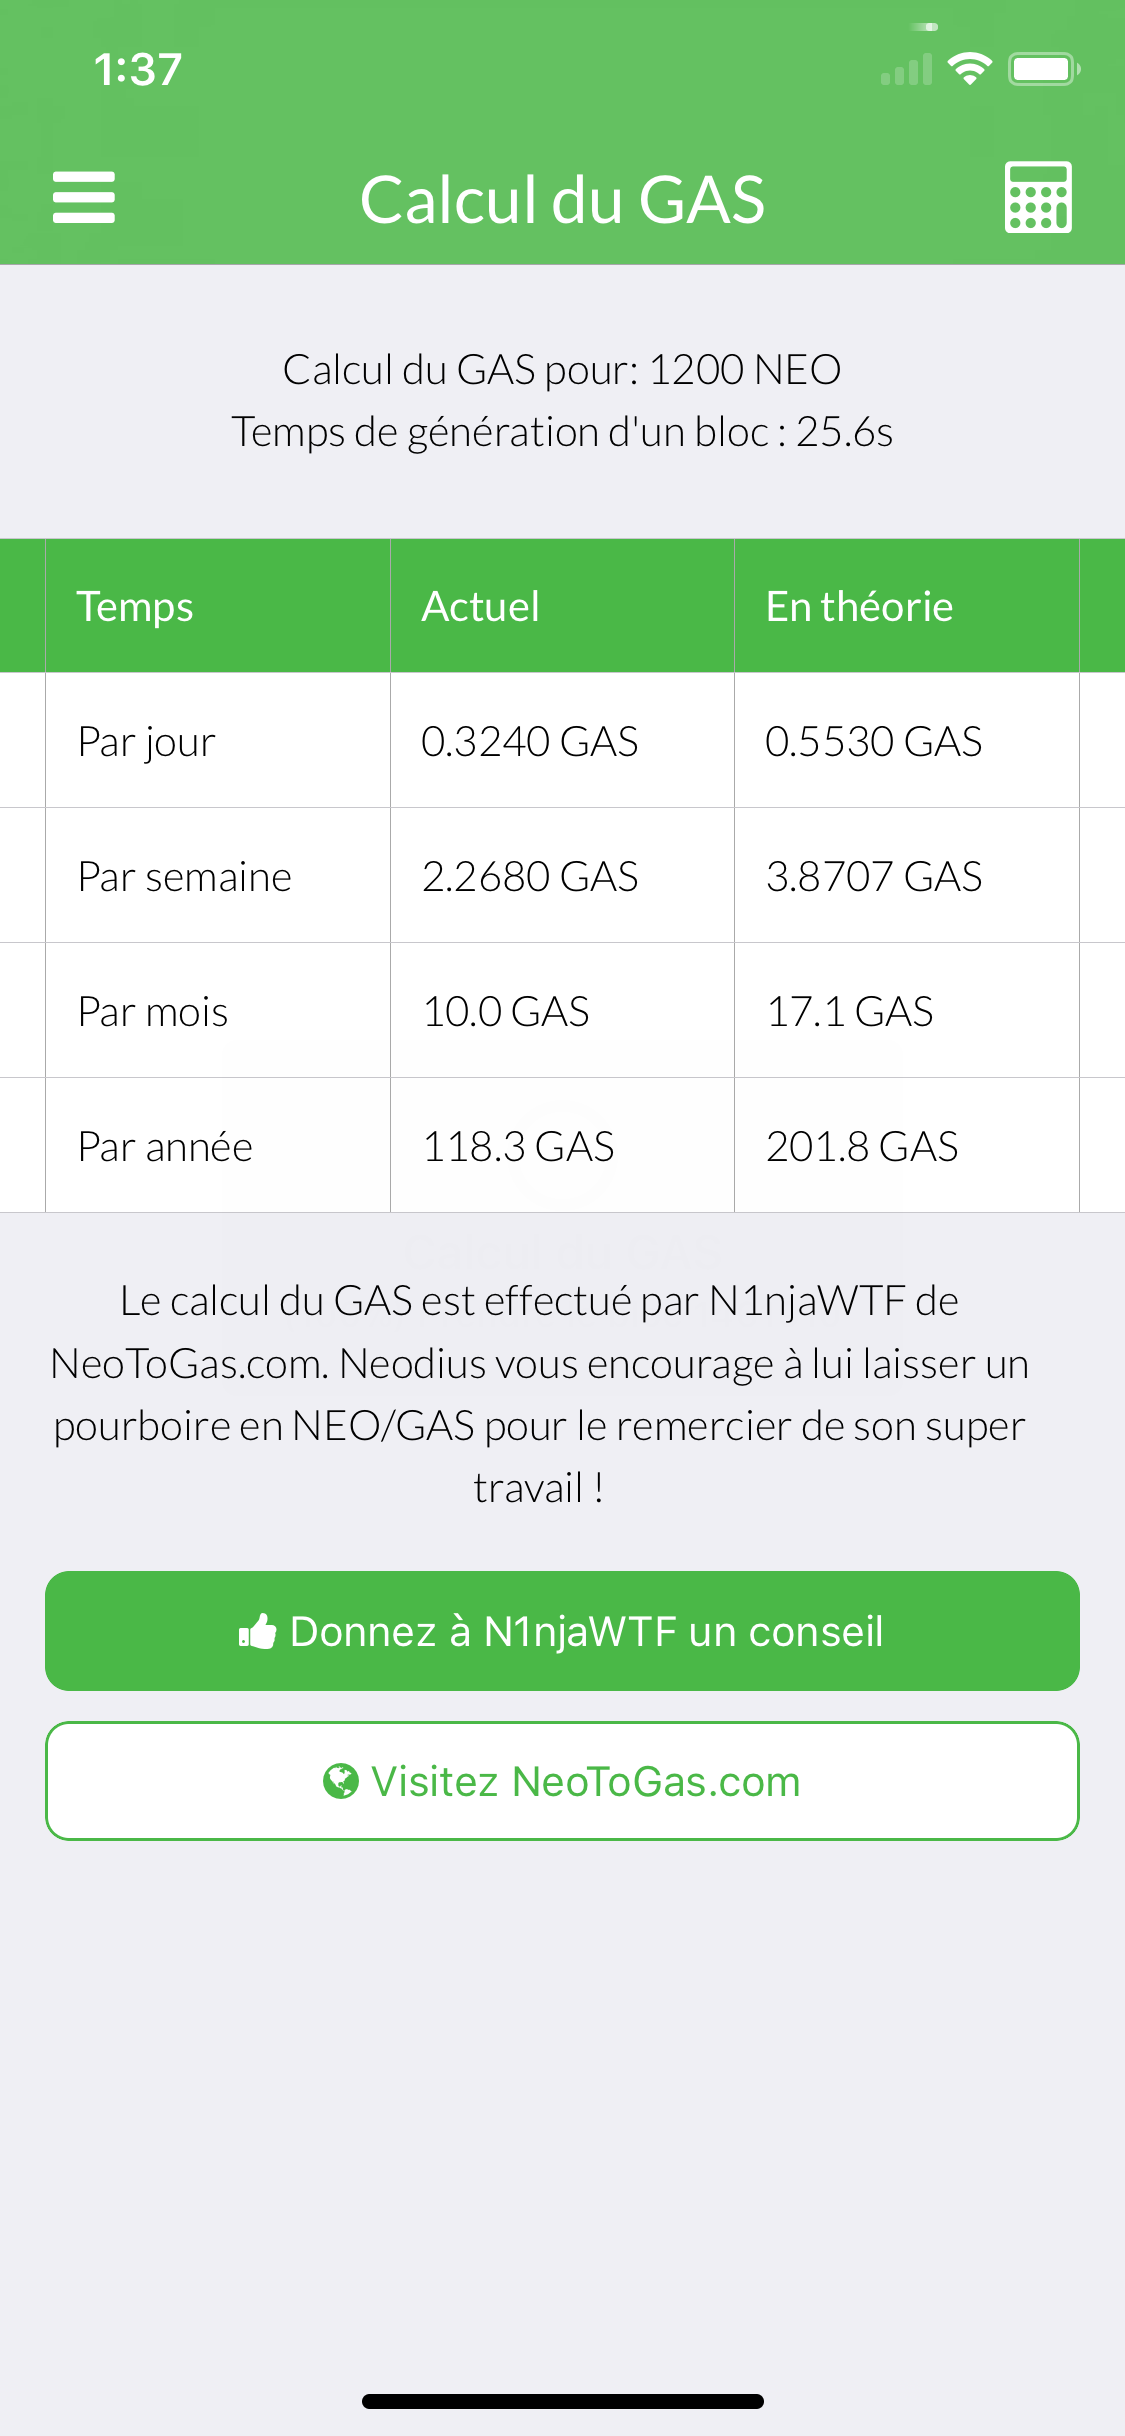 1:37
Calcul du GAS
Calcul du GAS pour: 1200 NEO
Temps de génération d'un bloc : 25.6s
Temps Actuel En théorie
Par jour 0.3240 GAS 0.5530 GAS
Par semaine 2.2680 GAS 3.8707 GAS
Par mois 10.0 GAS 17.1 GAS
Par année 118.3 GAS 201.8 GAS
Le calcul du GAS est effectué par N1njaWTF de
NeoToGas.com. Neodius vous encourage à lui laisser un
pourboire en NEO/GAS pour le remercier de son super
travail !
Donnez à N1njaWTF un conseil
Visitez NeoToGas.com